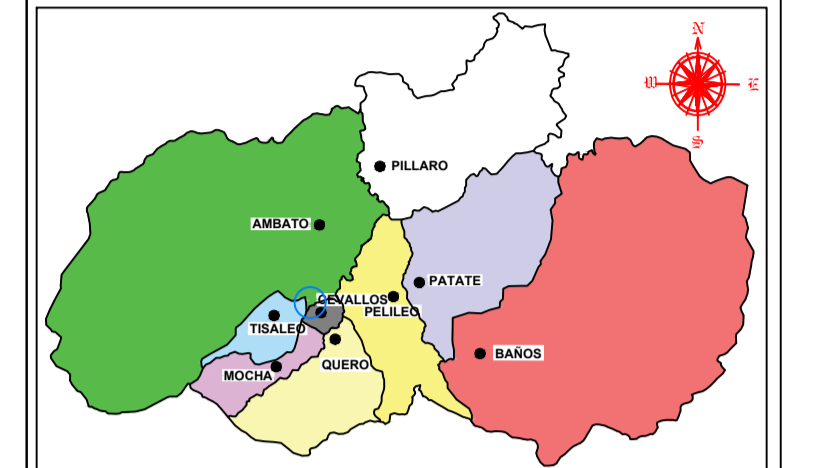 N
W E
S
PILLARO
AMBATO
PATATE
CEVALLOS
PELILEO
TISALEO
BAÑOS
QUERO
MOCHA